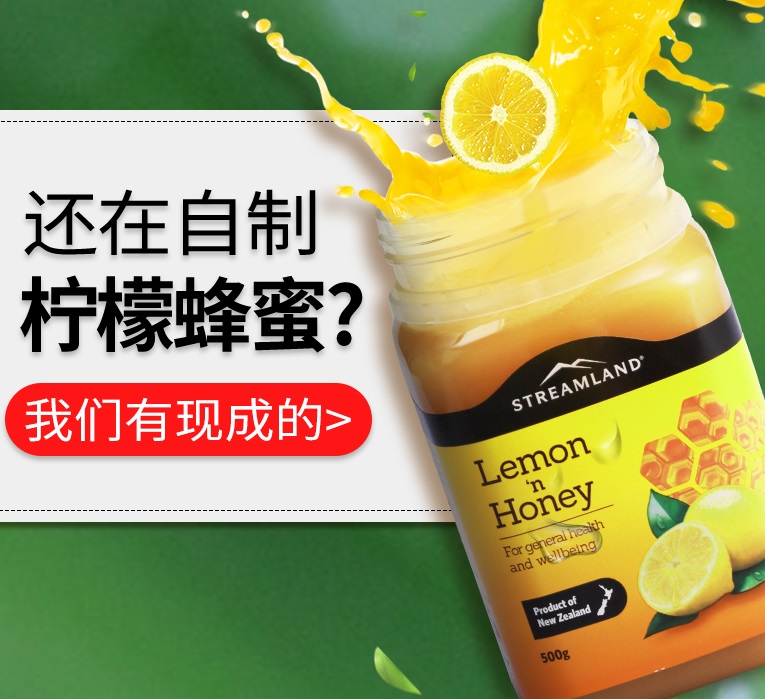 还在自制
柠檬蜂蜜?
我们有现成的>
STREAMLAND®
Lemon
'n
Honey
For general health
and wellbeing
Product of
New Zealand
500g